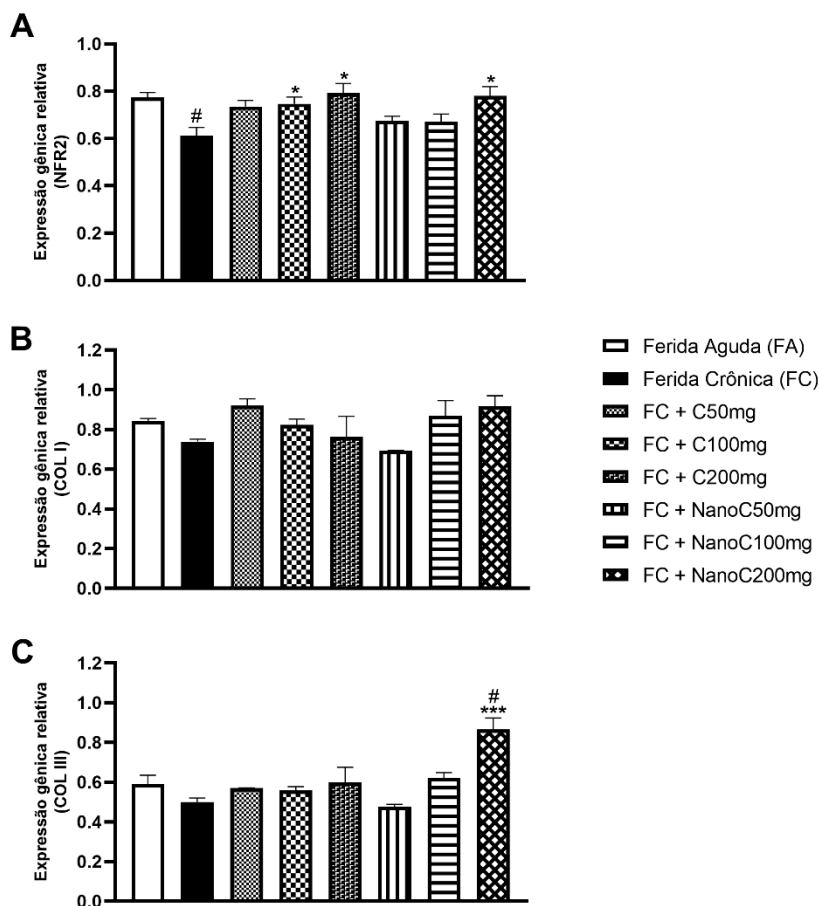 A
Expressão gênica relativa
(NFR2)
1.0
0.8
0.6
0.4
0.2
0.0
#
*
*
*
B
Expressão gênica relativa
(COL I)
1.2
1.0
0.8
0.6
0.4
0.2
0.0
Ferida Aguda (FA)
Ferida Crônica (FC)
FC + C50mg
FC + C100mg
FC + C200mg
FC + NanoC50mg
FC + NanoC100mg
FC + NanoC200mg
C
Expressão gênica relativa
(COL III)
1.2
1.0
0.8
0.6
0.4
0.2
0.0
#
***